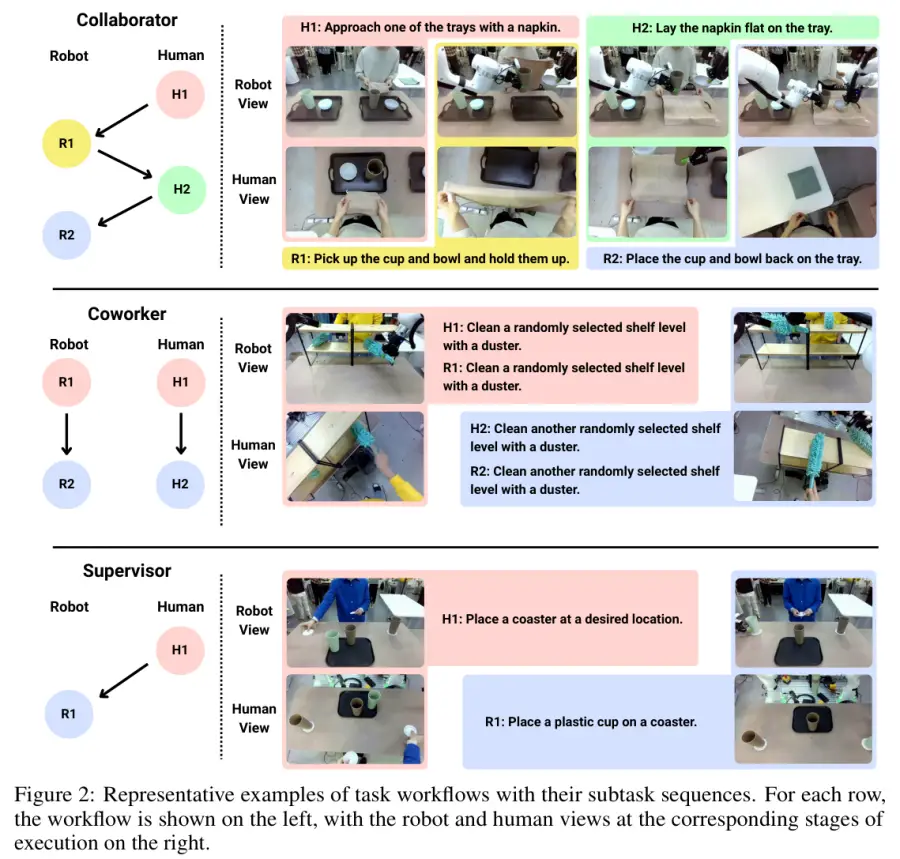 Collaborator
Robot
Human
H1
R1
H2
R2
Robot
View
Human
View
H1: Approach one of the trays with a napkin.
H2: Lay the napkin flat on the tray.
R1: Pick up the cup and bowl and hold them up.
R2: Place the cup and bowl back on the tray.
Coworker
Robot
Human
R1
H1
R2
H2
Robot
View
Human
View
H1: Clean a randomly selected shelf level
with a duster.
R1: Clean a randomly selected shelf level
with a duster.
H2: Clean another randomly selected shelf
level with a duster.
R2: Clean another randomly selected shelf
level with a duster.
Supervisor
Robot
Human
H1
R1
Robot
View
Human
View
H1: Place a coaster at a desired location.
R1: Place a plastic cup on a coaster.
Figure 2: Representative examples of task workflows with their subtask sequences. For each row,
the workflow is shown on the left, with the robot and human views at the corresponding stages of
execution on the right.